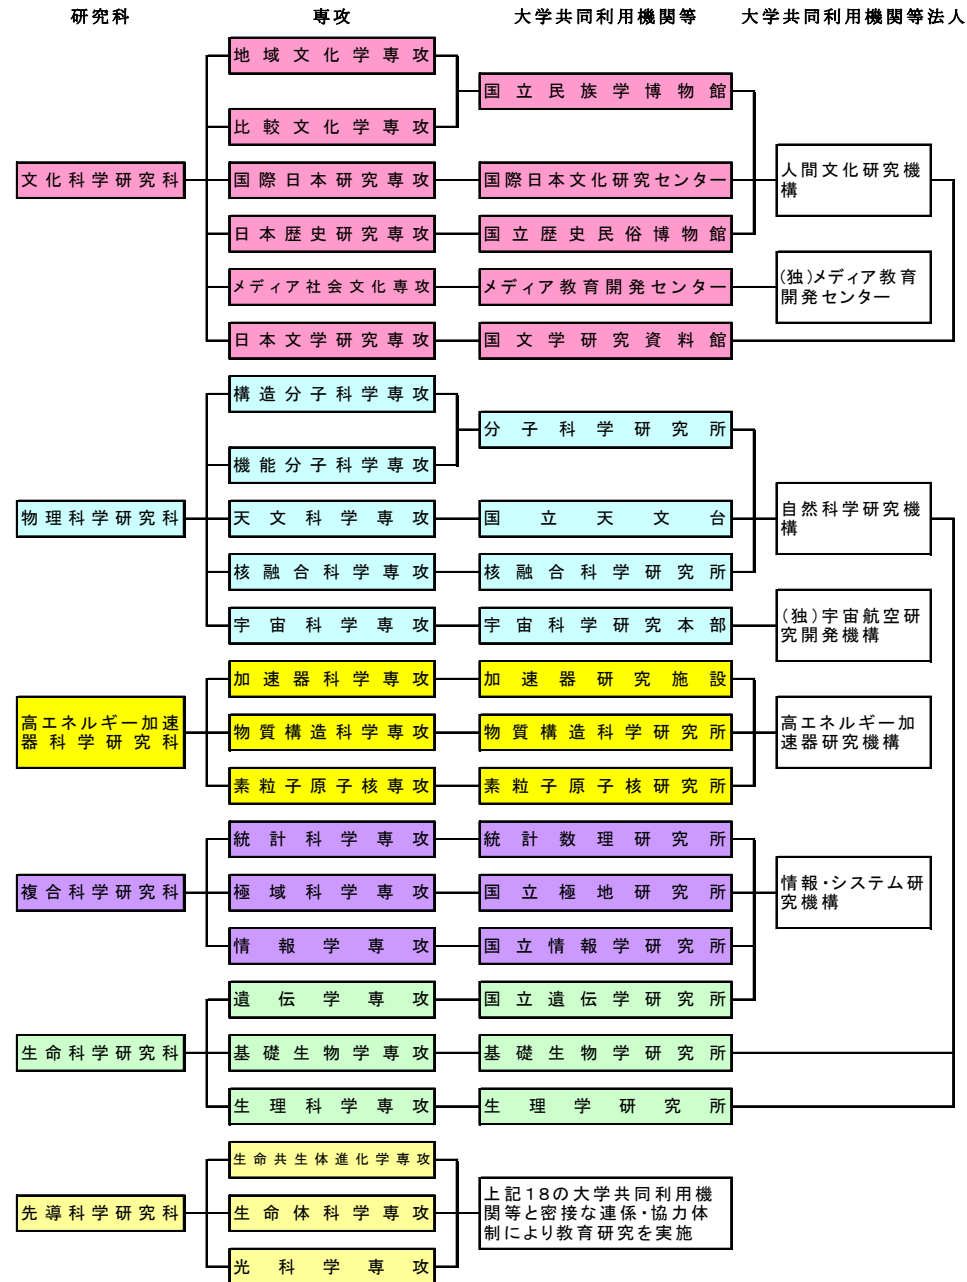 研究科 専攻 大学共同利用機関等 大学共同利用機関等法人
地域文化学専攻
国立民族学博物館
比較文化学専攻
人間文化研究機
構
文化科学研究科 国際日本研究専攻 国際日本文化研究センター
日本歴史研究専攻 国立歴史民俗博物館
メディア社会文化専攻 メディア教育開発センター
(独)メディア教育
開発センター
日本文学研究専攻 国文学研究資料館
構造分子科学専攻
分子科学研究所
機能分子科学専攻
物理科学研究科 天文科学専攻 国立天文台
自然科学研究機
構
核融合科学専攻 核融合科学研究所
宇宙科学専攻 宇宙科学研究本部
(独)宇宙航空研
究開発機構
加速器科学専攻 加速器研究施設
高エネルギー加速
器科学研究科
物質構造科学専攻 物質構造科学研究所
高エネルギー加
速器研究機構
素粒子原子核専攻 素粒子原子核研究所
統計科学専攻 統計数理研究所
複合科学研究科 極域科学専攻 国立極地研究所
情報・システム研
究機構
情報学専攻 国立情報学研究所
遺伝学専攻 国立遺伝学研究所
生命科学研究科 基礎生物学専攻 基礎生物学研究所
生理科学専攻 生理学研究所
生命共生体進化学専攻
先導科学研究科 生命体科学専攻
上記18の大学共同利用機
関等と密接な連係・協力体
制により教育研究を実施
光科学専攻